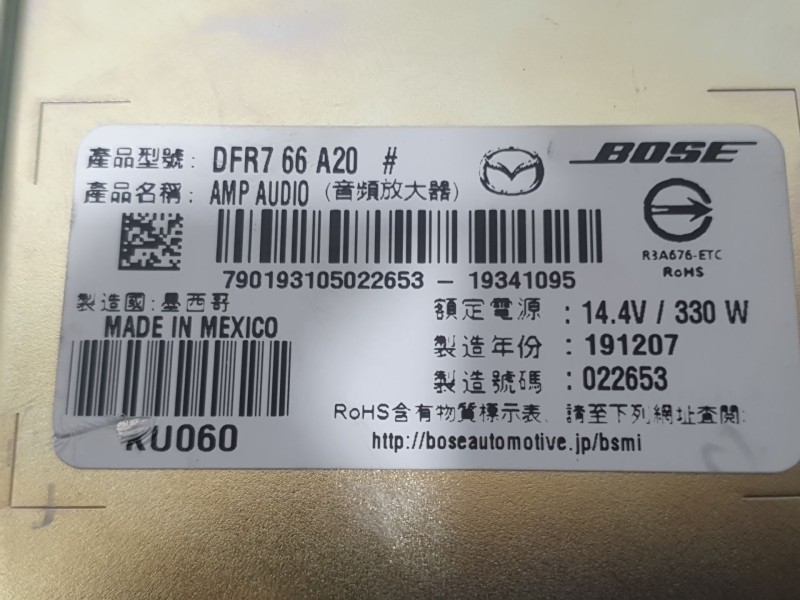 產品型號: DFR7 66 A20 #
BOSE
產品名稱: AMP AUDIO (音頻放大器)
R3A676-ETC
RoHS
790193105022653 - 19341095
製造國:墨西哥
MADE IN MEXICO
額定電源 : 14.4V / 330 W
製造年份 : 191207
製造號碼 : 022653
KU060
RoHS含有物質標示表, 請至下列網址查閱:
http://boseautomotive.jp/bsmi